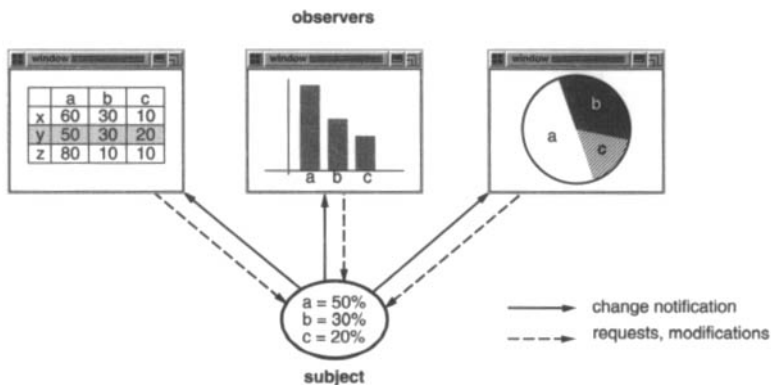 observers
window
window
window
a b c
x 60 30 10
y 50 30 20
z 80 10 10
a b c
a
b
c
a = 50%
b = 30%
c = 20%
subject
change notification
requests, modifications